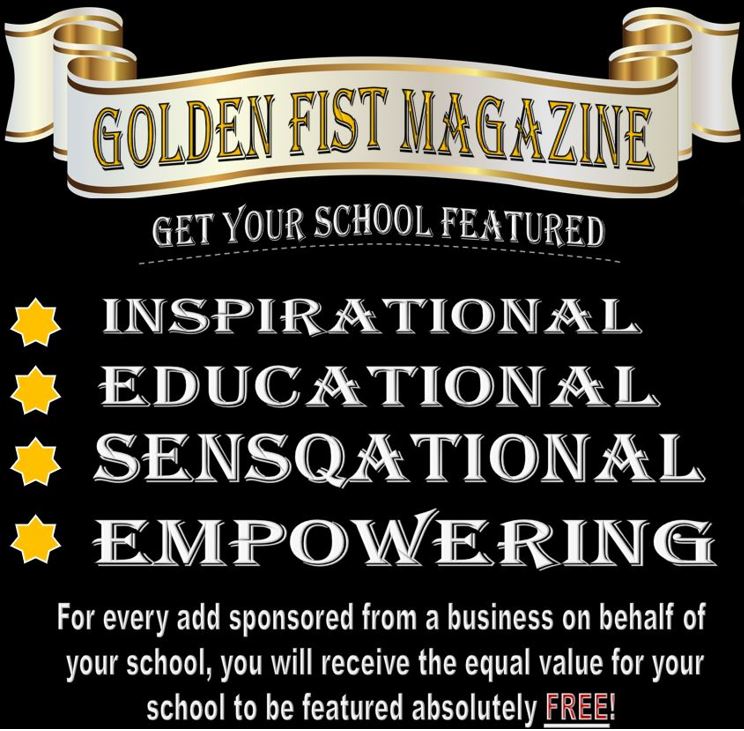 GOLDEN FIST MAGAZINE
GET YOUR SCHOOL FEATURED
INSPIRATIONAL
EDUCATIONAL
SENSQATIONAL
EMPOWERING
For every add sponsored from a business on behalf of
your school, you will receive the equal value for your
school to be featured absolutely FREE!